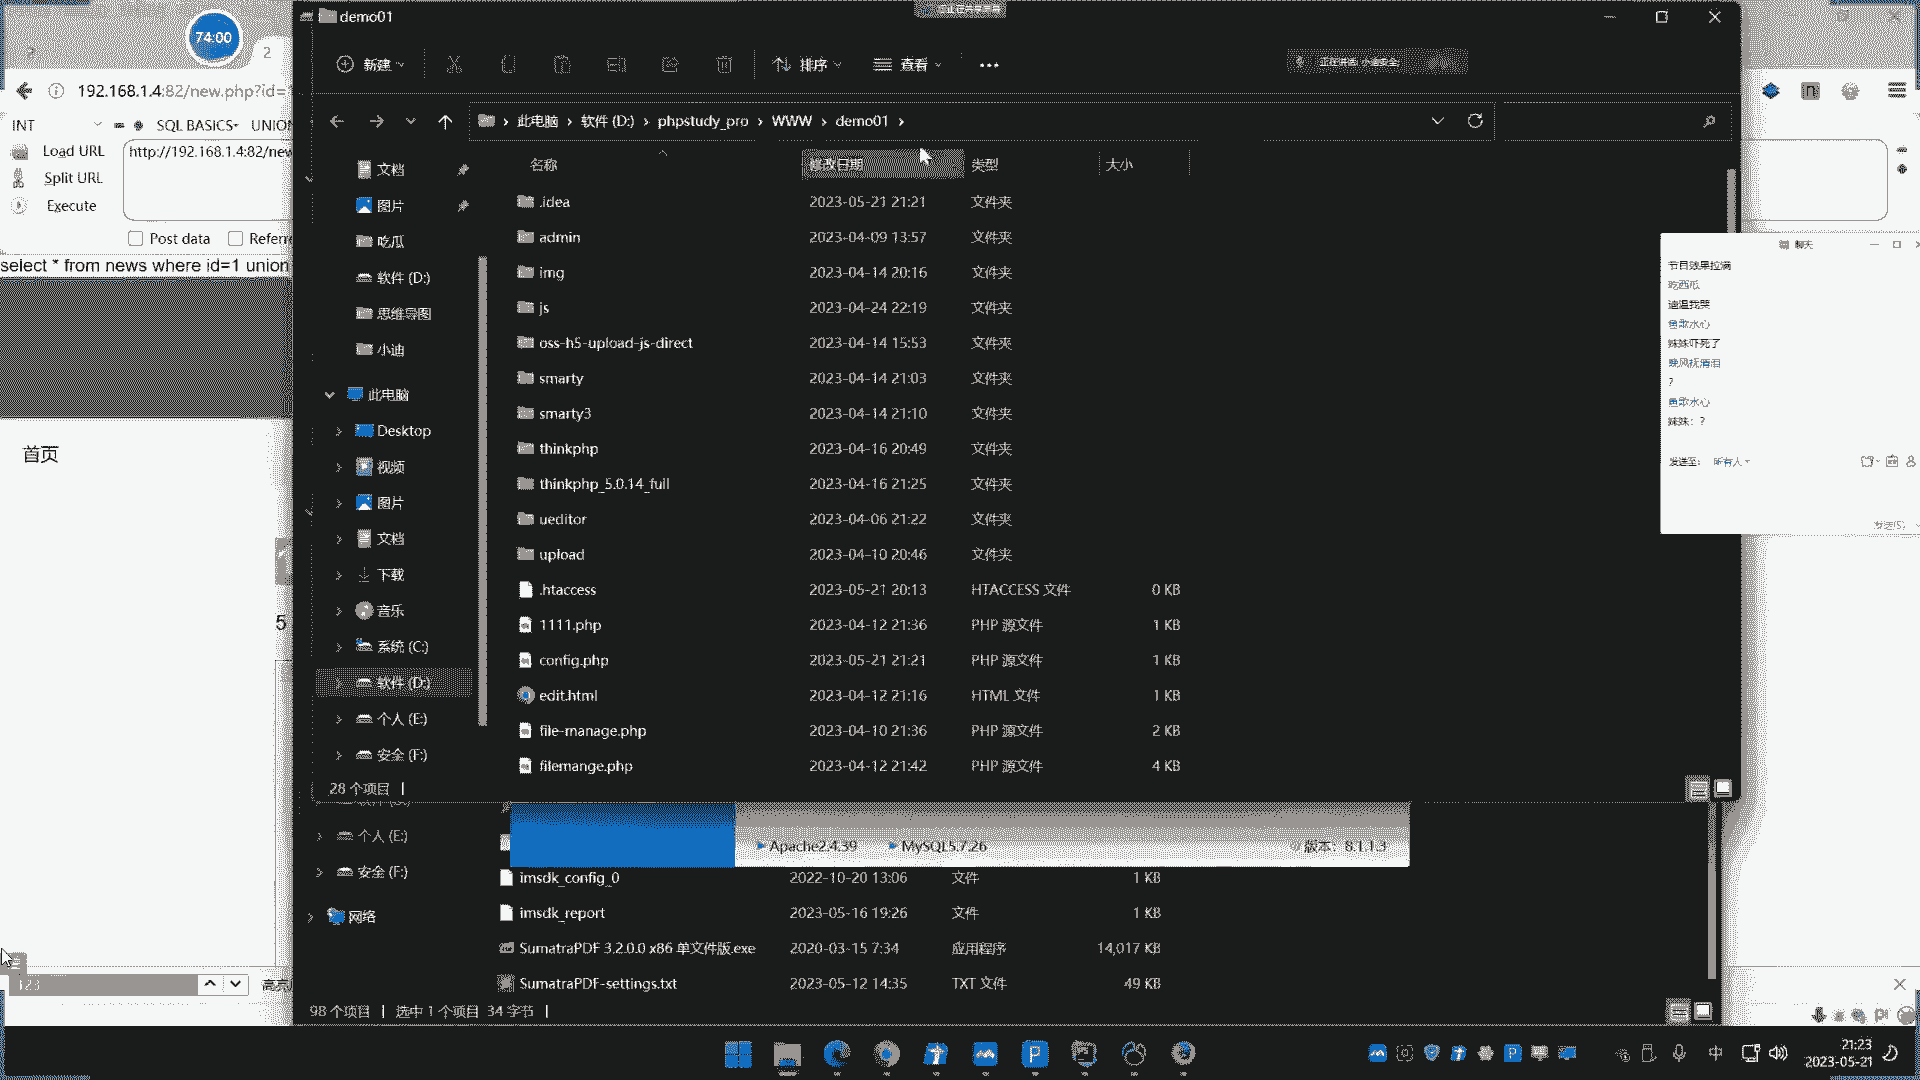 74:00
2
2
192.168.1.4:82/new.php?id=
INT
SQL BASICS
UNION
Load URL
http://192.168.1.4:82/new
Split URL
Execute
Post data
Referre
select * from news where id=1 union
首页
5
123
demo01
新建
排序
查看
此电脑 › 软件 (D:) › phpstudy_pro › WWW › demo01 ›
名称 修改日期 类型 大小
文档
图片
吃瓜
软件 (D:)
思维导图
小迪
此电脑
Desktop
视频
图片
文档
下载
音乐
系统 (C:)
软件 (D:)
个人 (E:)
安全 (F:)
.idea 2023-05-21 21:21 文件夹
admin 2023-04-09 13:57 文件夹
img 2023-04-14 20:16 文件夹
js 2023-04-24 22:19 文件夹
oss-h5-upload-js-direct 2023-04-14 15:53 文件夹
smarty 2023-04-14 21:03 文件夹
smarty3 2023-04-14 21:10 文件夹
thinkphp 2023-04-16 20:49 文件夹
thinkphp_5.0.14_full 2023-04-16 21:25 文件夹
ueditor 2023-04-06 21:22 文件夹
upload 2023-04-10 20:46 文件夹
.htaccess 2023-05-21 20:13 HTACCESS 文件 0 KB
1111.php 2023-04-12 21:36 PHP 源文件 1 KB
config.php 2023-05-21 21:21 PHP 源文件 1 KB
edit.html 2023-04-12 21:16 HTML 文件 1 KB
file-manage.php 2023-04-10 21:36 PHP 源文件 2 KB
filemange.php 2023-04-12 21:42 PHP 源文件 4 KB
28 个项目
个人 (E:)
安全 (F:)
网络
Apache2.4.39
MySQL5.7.26
版本: 8.1.1.3
imsdk_config_0 2022-10-20 13:06 文件 1 KB
imsdk_report 2023-05-16 19:26 文件 1 KB
SumatraPDF 3.2.0.0 x86 单文件版.exe 2020-03-15 7:34 应用程序 14,017 KB
SumatraPDF-settings.txt 2023-05-12 14:35 TXT 文件 49 KB
98 个项目 选中 1 个项目 34 字节
聊天
节目效果拉满
吃西瓜
鱼歌水心
妹妹吓死了
晚风抚清酒
?
鱼歌水心
妹妹: ?
发送至: 所有人
发送(S)
中
21:23
2023-05-21